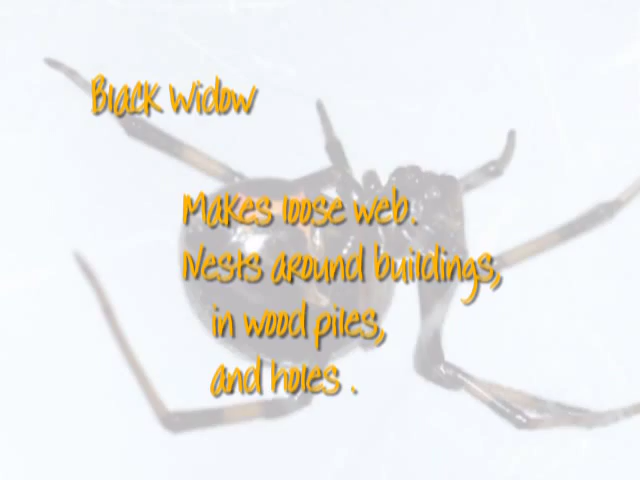 Black Widow
Makes loose web.
Nests around buildings,
in wood piles,
and holes .